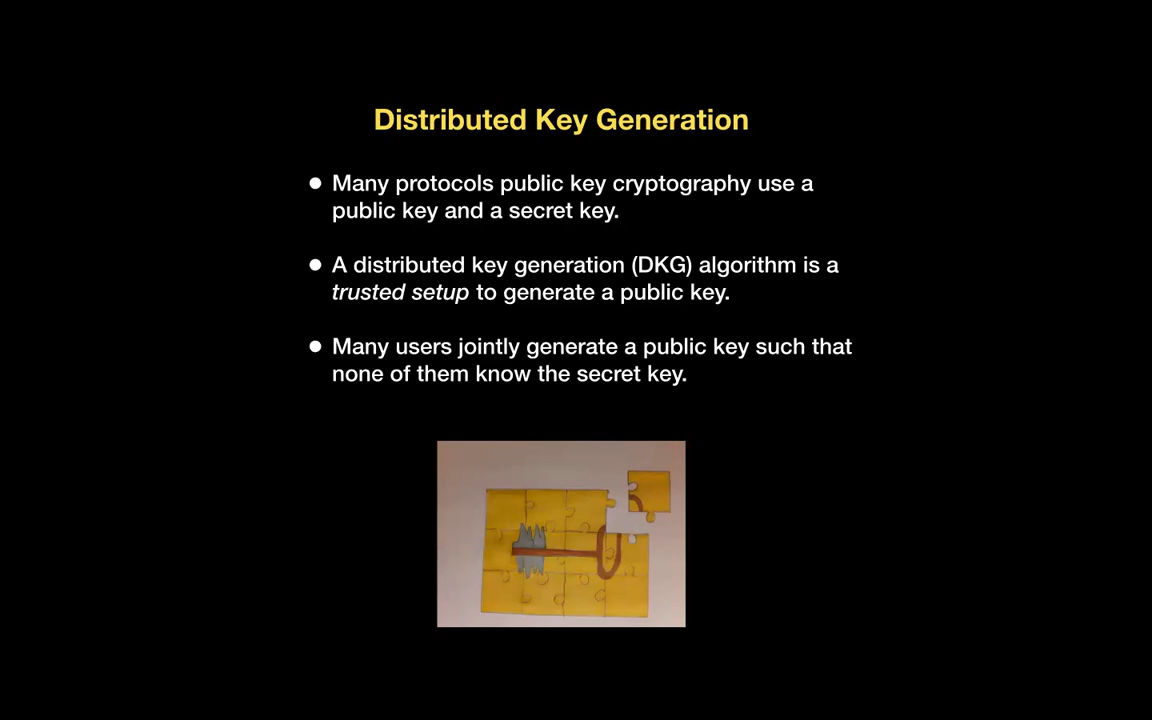 Distributed Key Generation
● Many protocols public key cryptography use a
public key and a secret key.
● A distributed key generation (DKG) algorithm is a
trusted setup to generate a public key.
● Many users jointly generate a public key such that
none of them know the secret key.